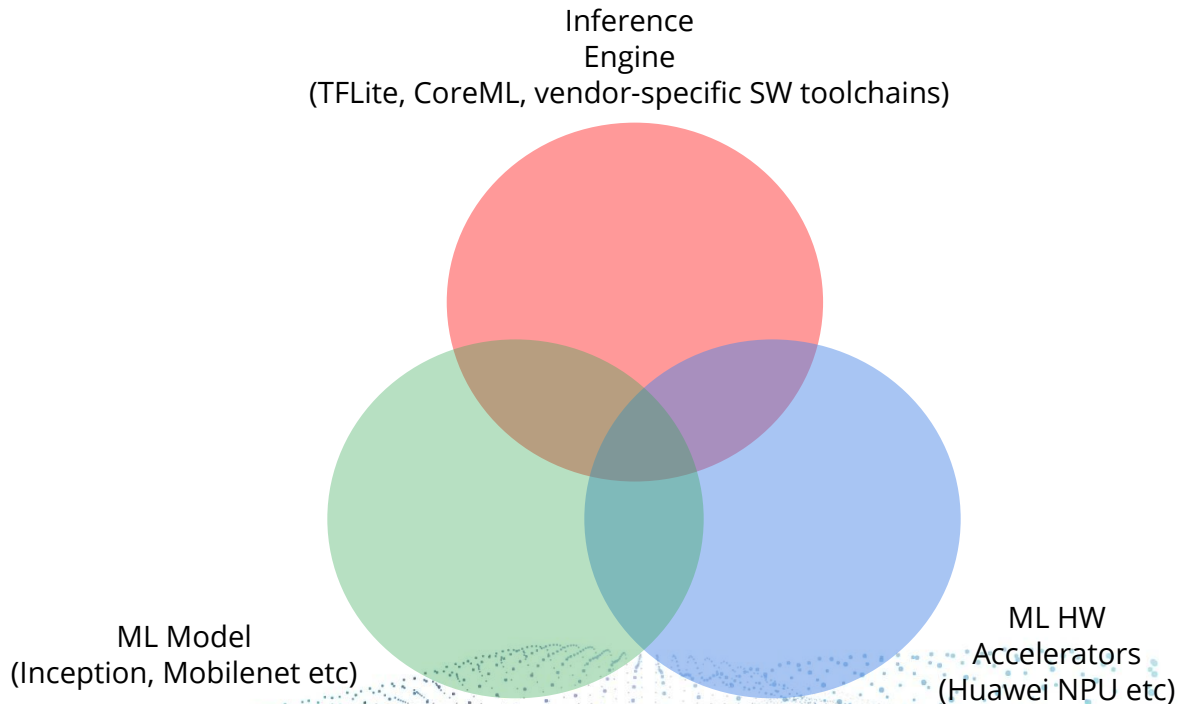 Inference
Engine
(TFLite, CoreML, vendor-specific SW toolchains)
ML Model
(Inception, Mobilenet etc)
ML HW
Accelerators
(Huawei NPU etc)